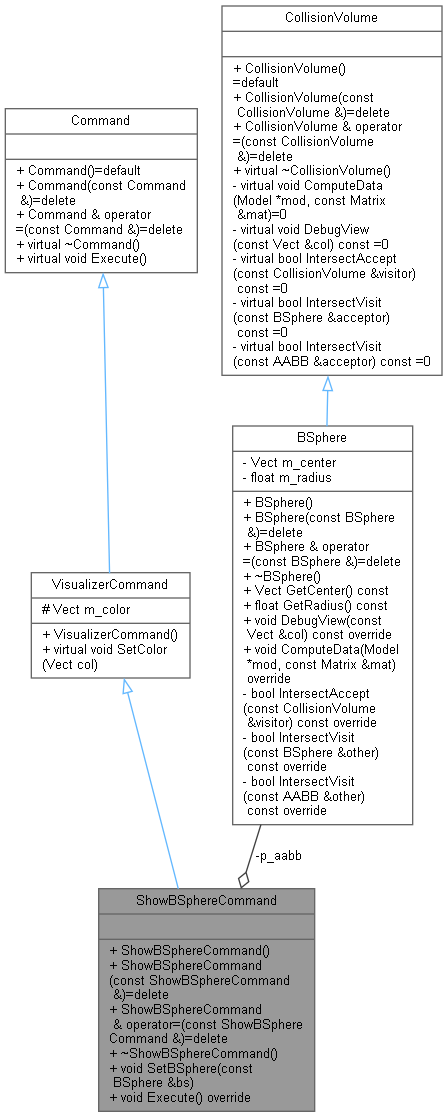 CollisionVolume
+ CollisionVolume()
=default
+ CollisionVolume(const
CollisionVolume &)=delete
+ CollisionVolume & operator
=(const CollisionVolume
&)=delete
+ virtual ~CollisionVolume()
- virtual void ComputeData
(Model *mod, const Matrix
&mat)=0
- virtual void DebugView
(const Vect &col) const =0
- virtual bool IntersectAccept
(const CollisionVolume &visitor)
const =0
- virtual bool IntersectVisit
(const BSphere &acceptor)
const =0
- virtual bool IntersectVisit
(const AABB &acceptor) const =0
Command
+ Command()=default
+ Command(const Command
&)=delete
+ Command & operator
=(const Command &)=delete
+ virtual ~Command()
+ virtual void Execute()
BSphere
- Vect m_center
- float m_radius
+ BSphere()
+ BSphere(const BSphere
&)=delete
+ BSphere & operator
=(const BSphere &)=delete
+ ~BSphere()
+ Vect GetCenter() const
+ float GetRadius() const
+ void DebugView(const
Vect &col) const override
+ void ComputeData(Model
*mod, const Matrix &mat)
override
- bool IntersectAccept
(const CollisionVolume
&visitor) const override
- bool IntersectVisit
(const BSphere &other)
const override
- bool IntersectVisit
(const AABB &other)
const override
VisualizerCommand
# Vect m_color
+ VisualizerCommand()
+ virtual void SetColor
(Vect col)
-p_aabb
ShowBSphereCommand
+ ShowBSphereCommand()
+ ShowBSphereCommand
(const ShowBSphereCommand
&)=delete
+ ShowBSphereCommand
& operator=(const ShowBSphere
Command &)=delete
+ ~ShowBSphereCommand()
+ void SetBSphere(const
BSphere &bs)
+ void Execute() override